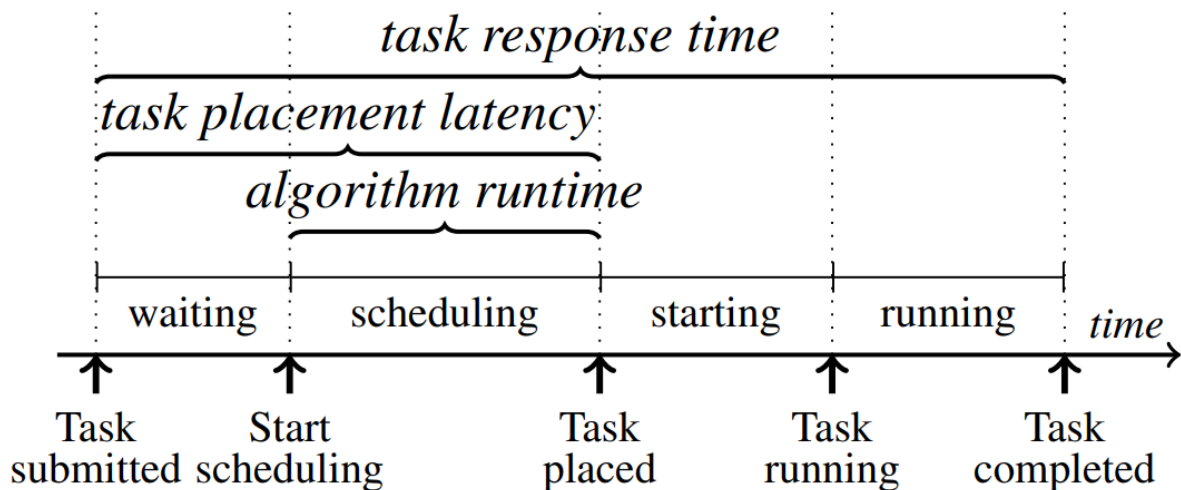 task response time
task placement latency
algorithm runtime
waiting scheduling starting running time
Task Start Task Task Task
submitted scheduling placed running completed